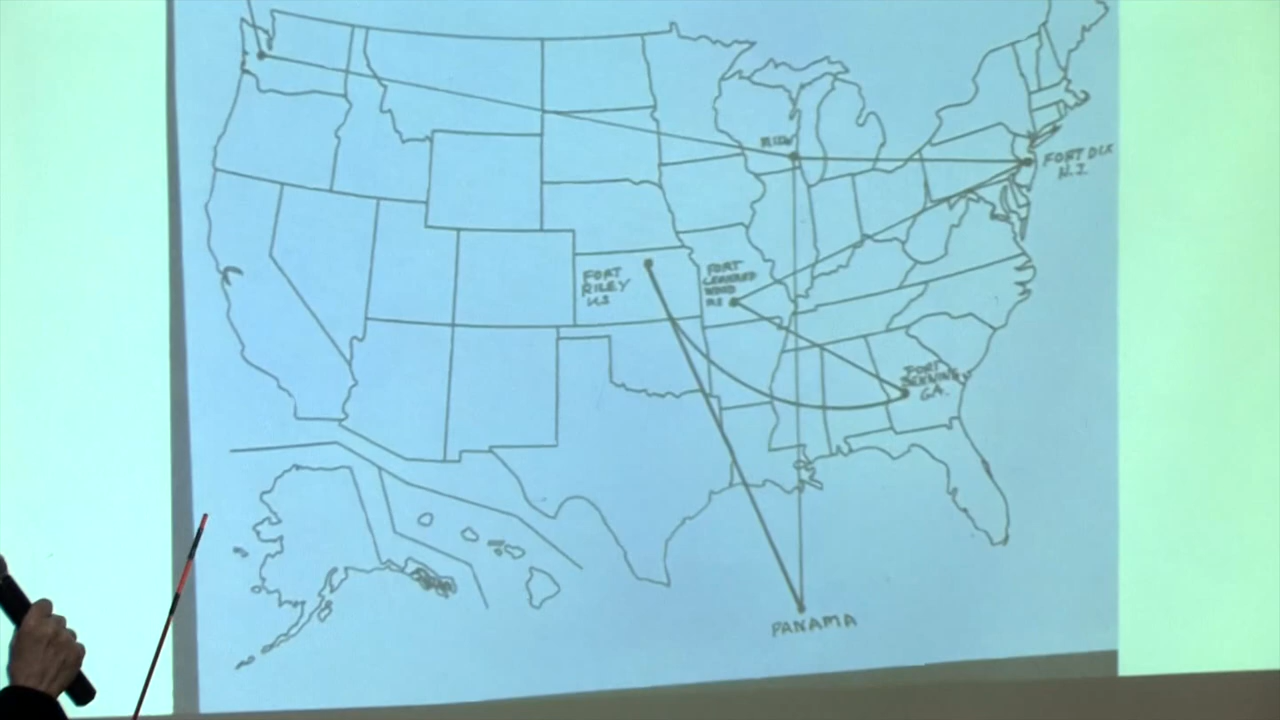 FORT DIX
N.J.
FORT
RILEY
FORT
LEONARD
WOOD
FORT
BENNING
GA.
PANAMA